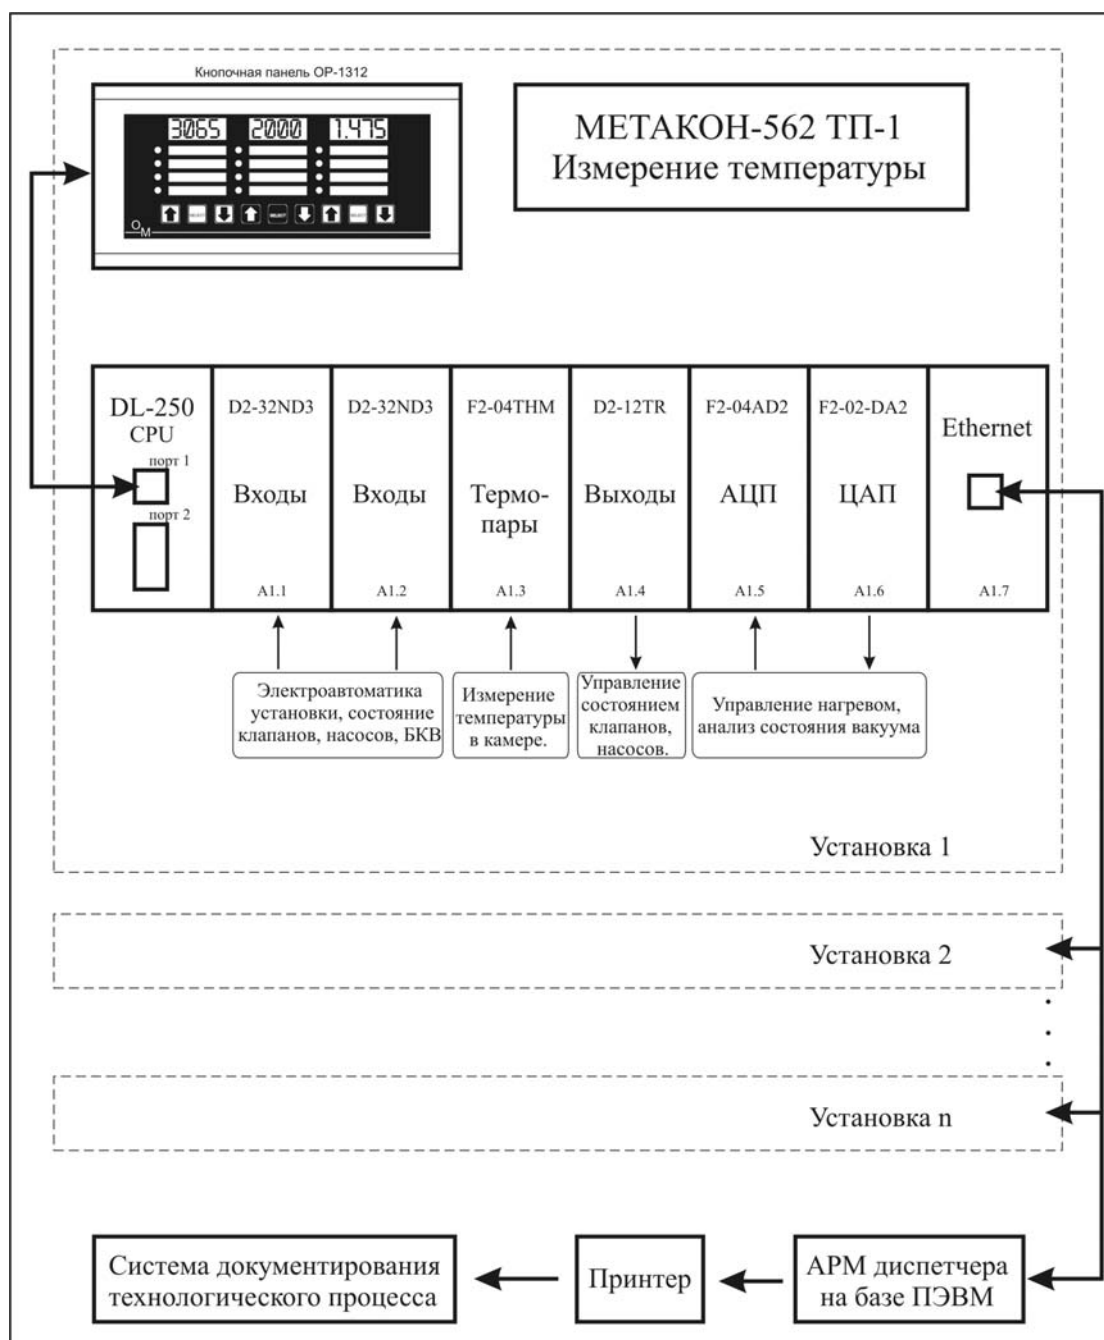 Кнопочная панель OP-1312
3065 2000 1.475
SELECT SELECT SELECT
O
M
МЕТАКОН-562 ТП-1
Измерение температуры
DL-250
CPU
порт 1
порт 2
D2-32ND3
Входы
A1.1
D2-32ND3
Входы
A1.2
F2-04THM
Термо-
пары
A1.3
D2-12TR
Выходы
A1.4
F2-04AD2
АЦП
A1.5
F2-02-DA2
ЦАП
A1.6
Ethernet
A1.7
Электроавтоматика
установки, состояние
клапанов, насосов, БКВ
Измерение
температуры
в камере.
Управление
состоянием
клапанов,
насосов.
Управление нагревом,
анализ состояния вакуума
Установка 1
Установка 2
Установка n
Система документирования
технологического процесса
Принтер
АРМ диспетчера
на базе ПЭВМ